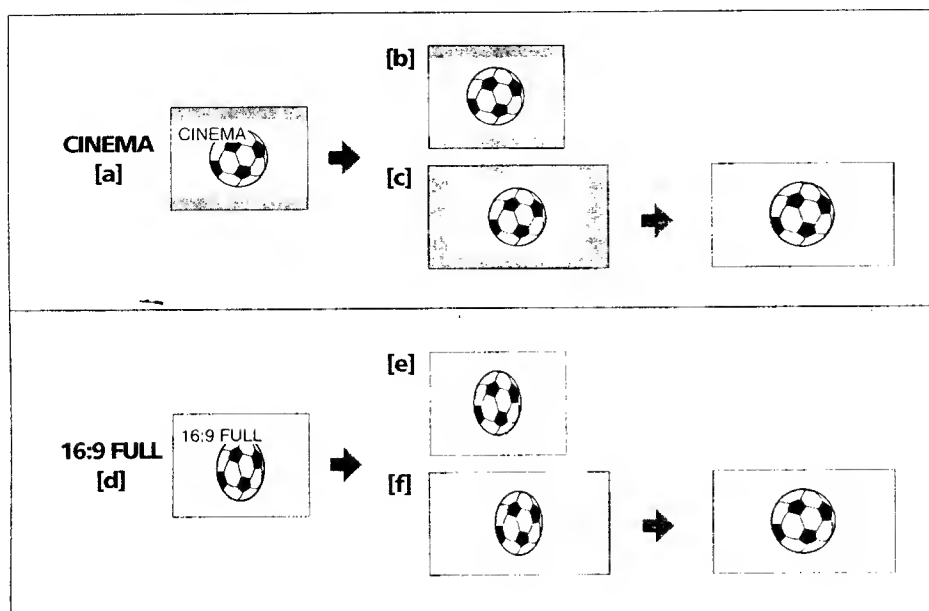 [b]
CINEMA
CINEMA
[a]
[c]
[e]
16:9 FULL
16:9 FULL
[d]
[f]